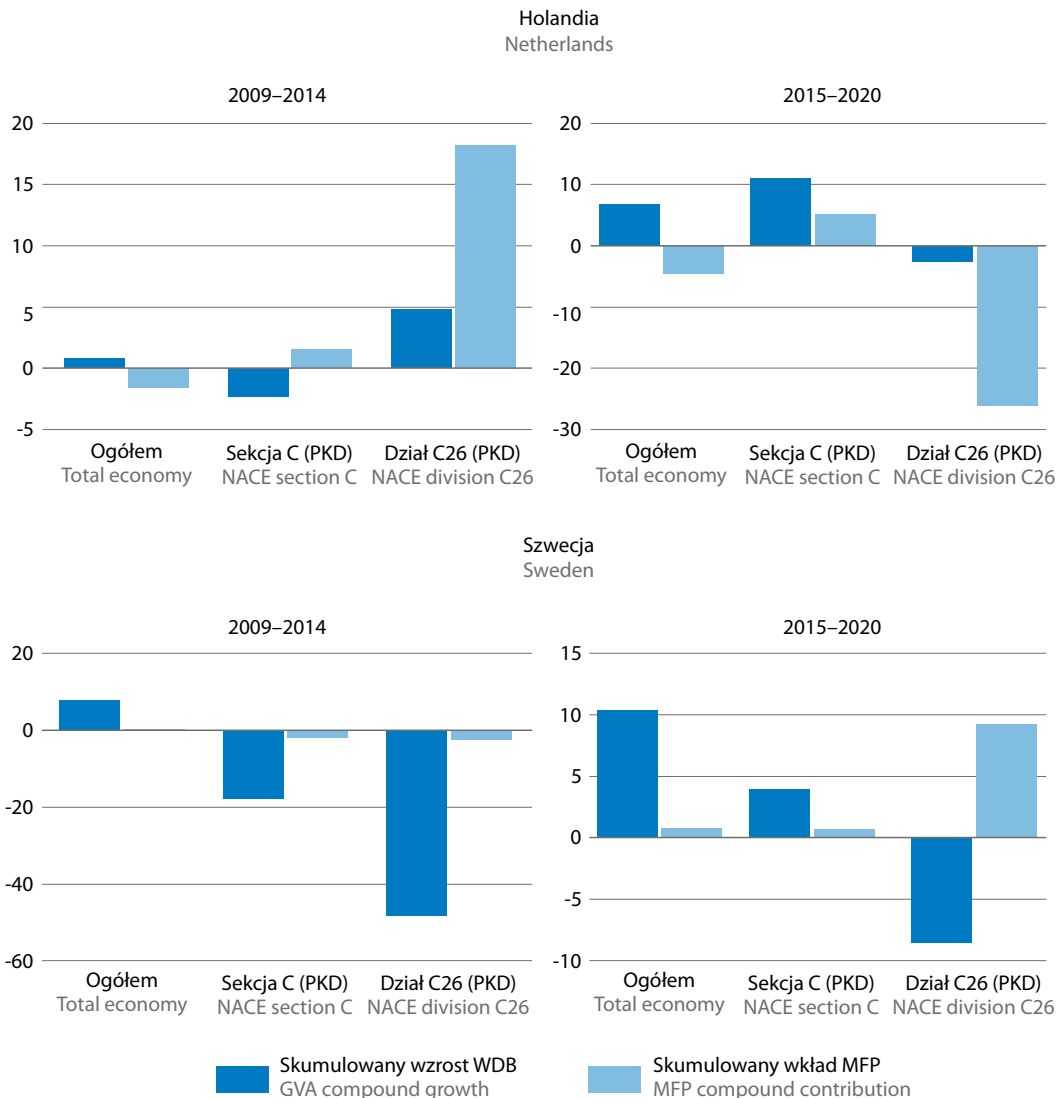 Holandia
Netherlands
2009–2014
20
15
10
5
0
-5
Ogółem
Total economy
Sekcja C (PKD)
NACE section C
Dział C26 (PKD)
NACE division C26
2015–2020
20
10
0
-10
-20
-30
Ogółem
Total economy
Sekcja C (PKD)
NACE section C
Dział C26 (PKD)
NACE division C26
Szwecja
Sweden
2009–2014
20
0
-20
-40
-60
Ogółem
Total economy
Sekcja C (PKD)
NACE section C
Dział C26 (PKD)
NACE division C26
2015–2020
15
10
5
0
-5
-10
Ogółem
Total economy
Sekcja C (PKD)
NACE section C
Dział C26 (PKD)
NACE division C26
Skumulowany wzrost WDB
GVA compound growth
Skumulowany wkład MFP
MFP compound contribution